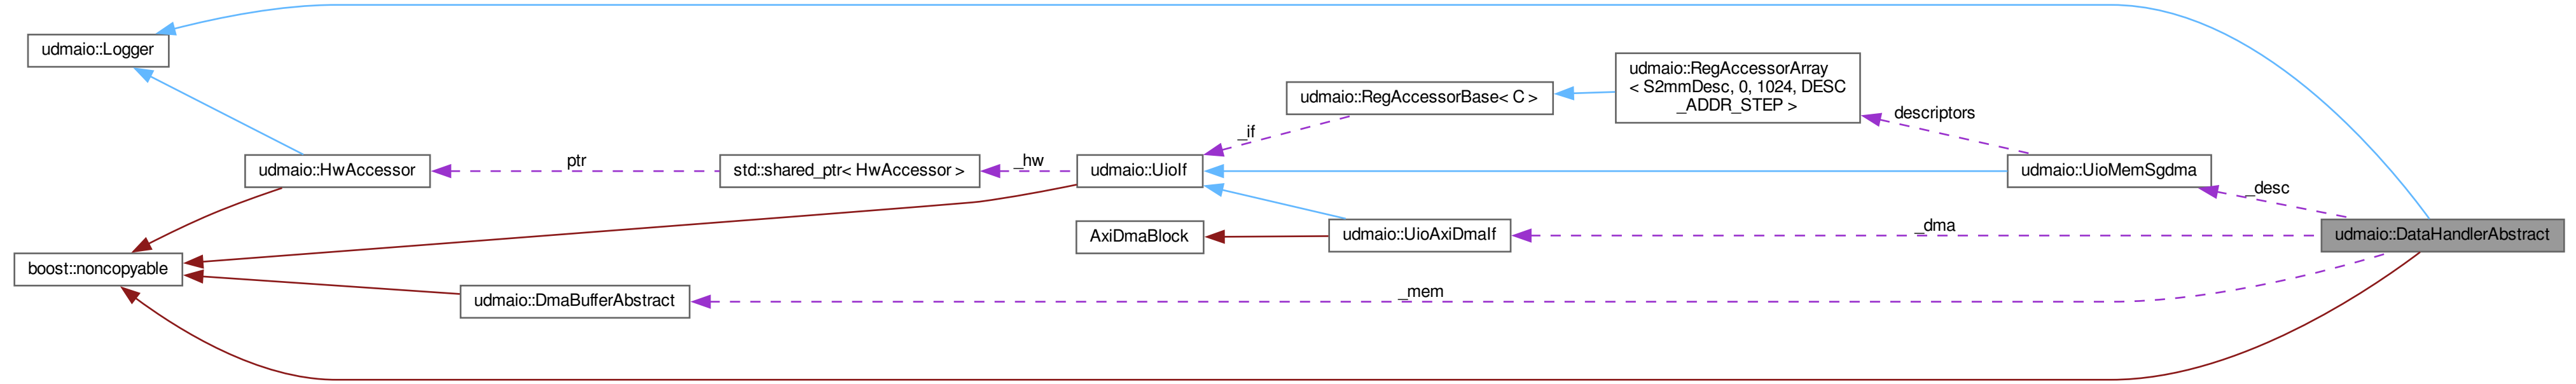 udmaio::Logger
udmaio::RegAccessorArray
< S2mmDesc, 0, 1024, DESC
_ADDR_STEP >
udmaio::RegAccessorBase< C >
descriptors
_if
udmaio::HwAccessor
ptr
std::shared_ptr< HwAccessor >
_hw
udmaio::UioIf
udmaio::UioMemSgdma
_desc
AxiDmaBlock
udmaio::UioAxiDmaIf
_dma
udmaio::DataHandlerAbstract
boost::noncopyable
udmaio::DmaBufferAbstract
_mem